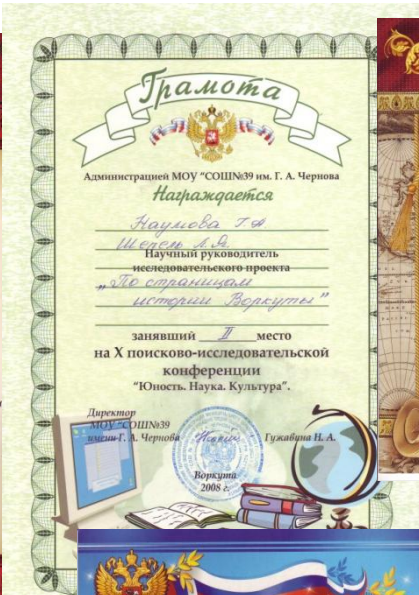 Грамота
Администрацией МОУ "СОШ№39 им. Г. А. Чернова
Награждается
Наумова Т А
Шерель Л.Я.
Научный руководитель
исследовательского проекта
„По страницам
истории Воркуты"
занявший II место
на X поисково-исследовательской
конференции
"Юность. Наука. Культура".
Директор
МОУ "СОШ№39
имени Г. А. Чернова Гужавина Н. А.
Воркута
2008 г.